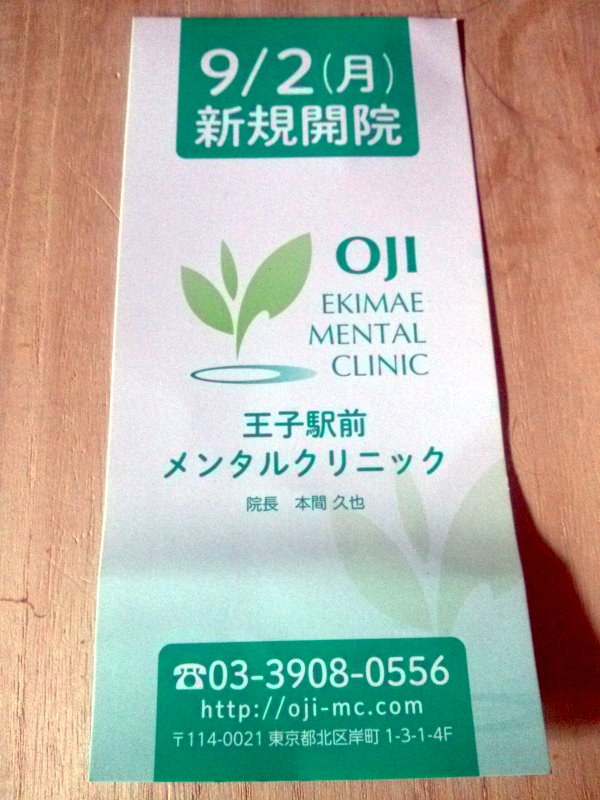 9/2(月)
新規開院
OJI
EKIMAE
MENTAL
CLINIC
王子駅前
メンタルクリニック
院長 本間 久也
☎03-3908-0556
http://oji-mc.com
〒114-0021 東京都北区岸町 1-3-1-4F